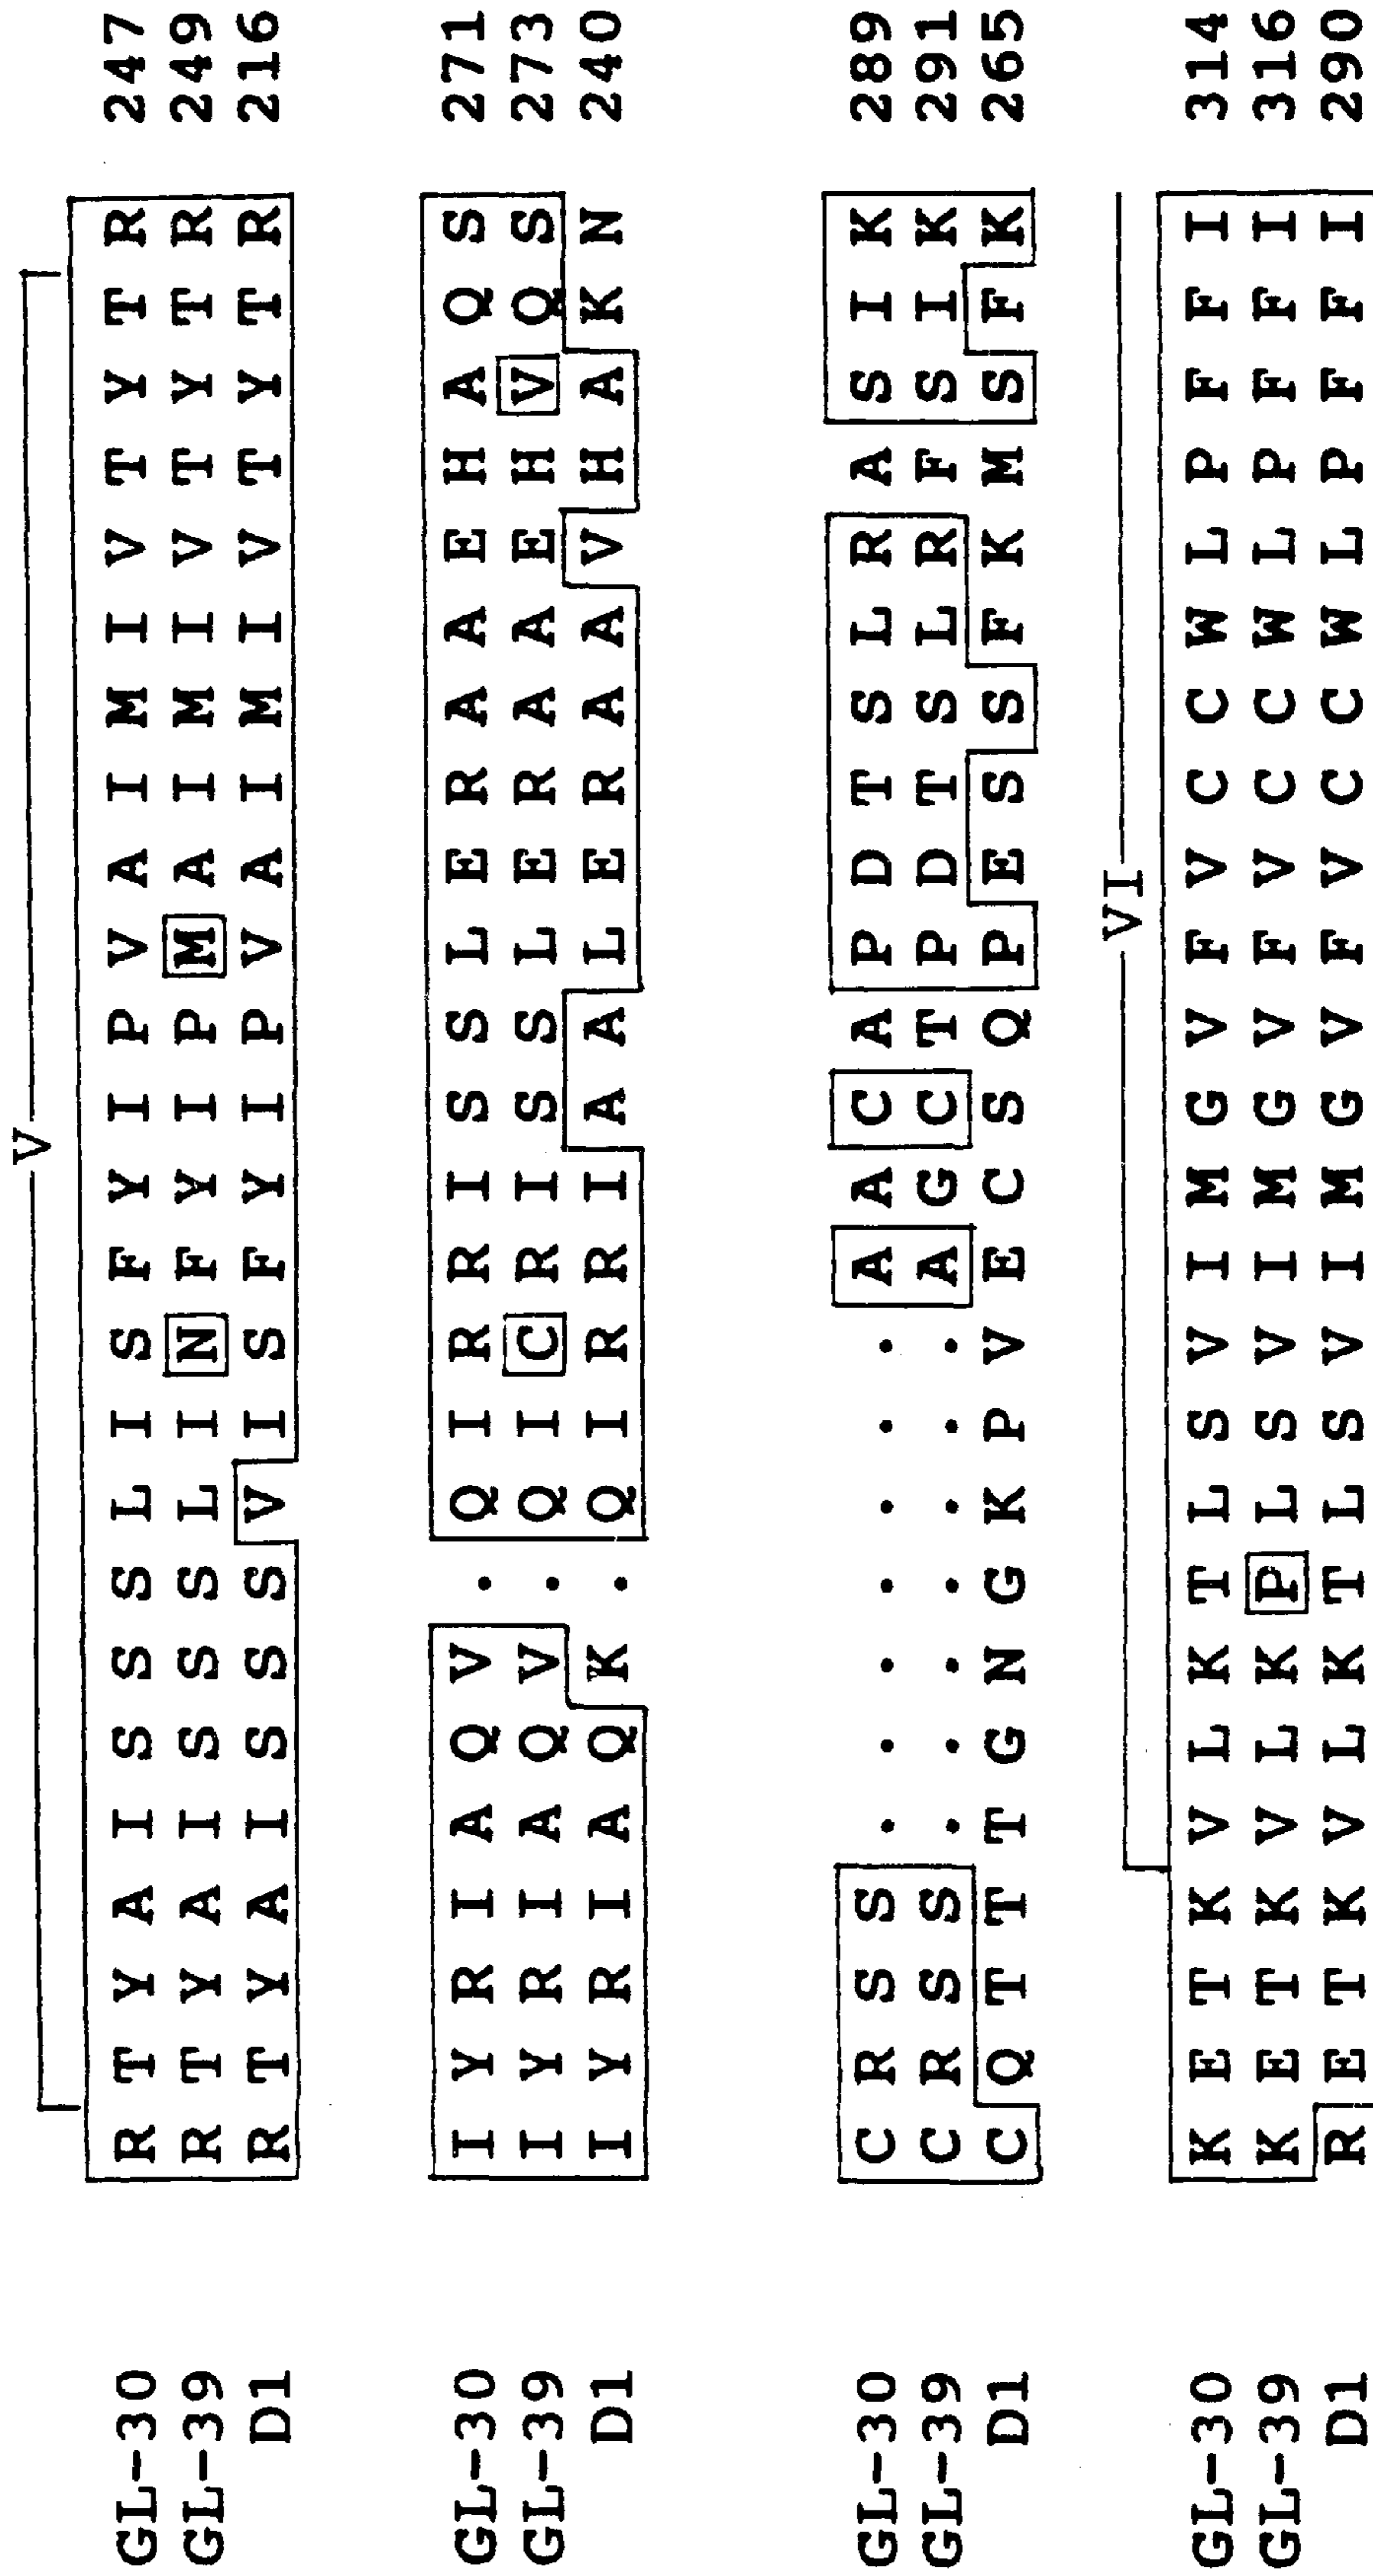 V
GL-30 R T Y A I S S S L I S F Y I P V A I M I V T Y T R 247
GL-39 R T Y A I S S S L I N F Y I P M A I M I V T Y T R 249
D1 R T Y A I S S S V I S F Y I P V A I M I V T Y T R 216
GL-30 I Y R I A Q V . Q I R R I S S L E R A A E H A Q S 271
GL-39 I Y R I A Q V . Q I C R I S S L E R A A E H V Q S 273
D1 I Y R I A Q K . Q I R R I A A L E R A A V H A K N 240
GL-30 C R S S . . . . . . . A A C A P D T S L R A S I K 289
GL-39 C R S S . . . . . . . A G C T P D T S L R F S I K 291
D1 C Q T T T G N G K P V E C S Q P E S S F K M S F K 265
VI
GL-30 K E T K V L K T L S V I M G V F V C C W L P F F I 314
GL-39 K E T K V L K P L S V I M G V F V C C W L P F F I 316
D1 R E T K V L K T L S V I M G V F V C C W L P F F I 290